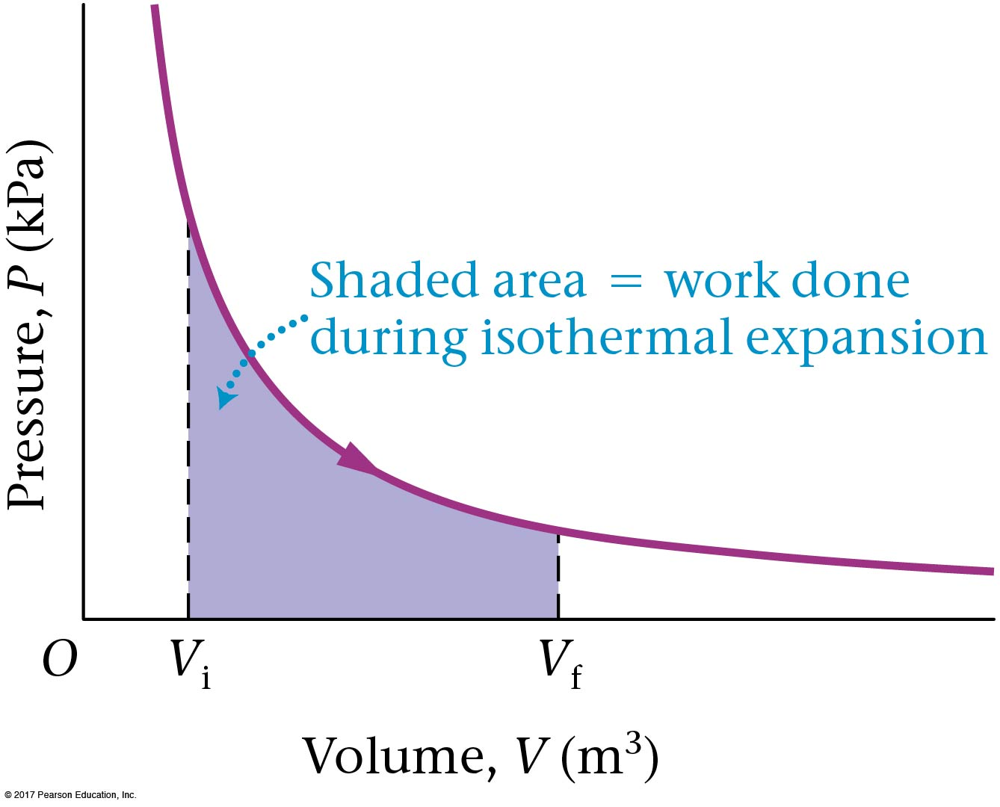 Pressure, P (kPa)
Shaded area = work done
during isothermal expansion
O
Vi
Vf
Volume, V (m³)
© 2017 Pearson Education, Inc.